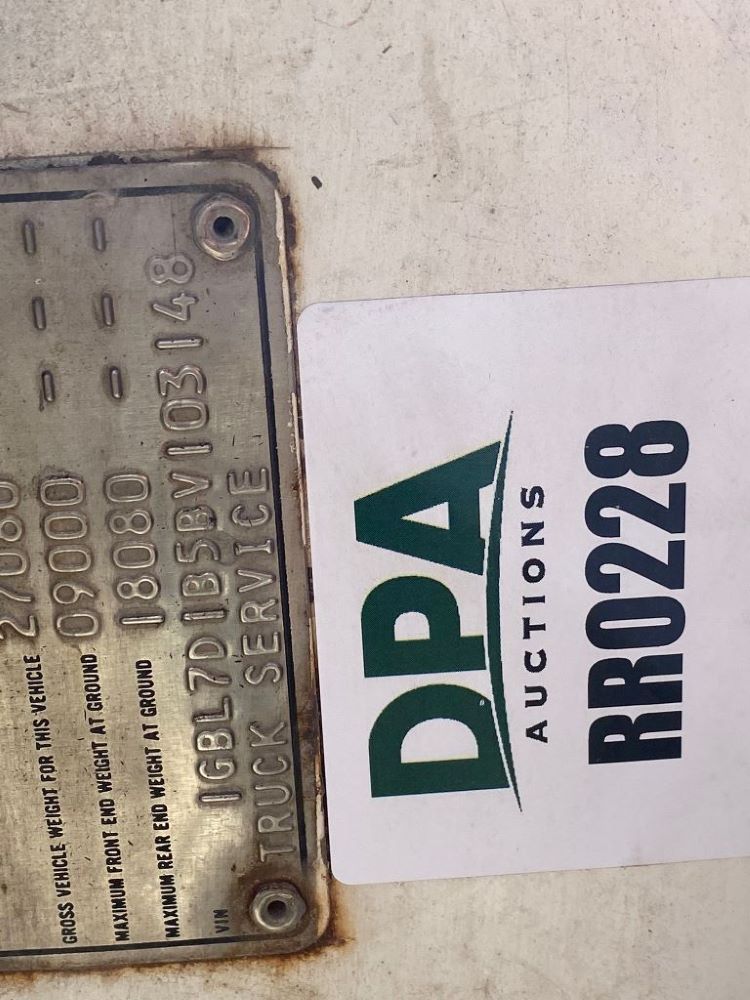 GROSS VEHICLE WEIGHT FOR THIS VEHICLE 27080 -
MAXIMUM FRONT END WEIGHT AT GROUND 09000 - - -
MAXIMUM REAR END WEIGHT AT GROUND 18080 - - -
VIN 1GBL7D1B5BV103148
TRUCK SERVICE
DPA
AUCTIONS
RR0228